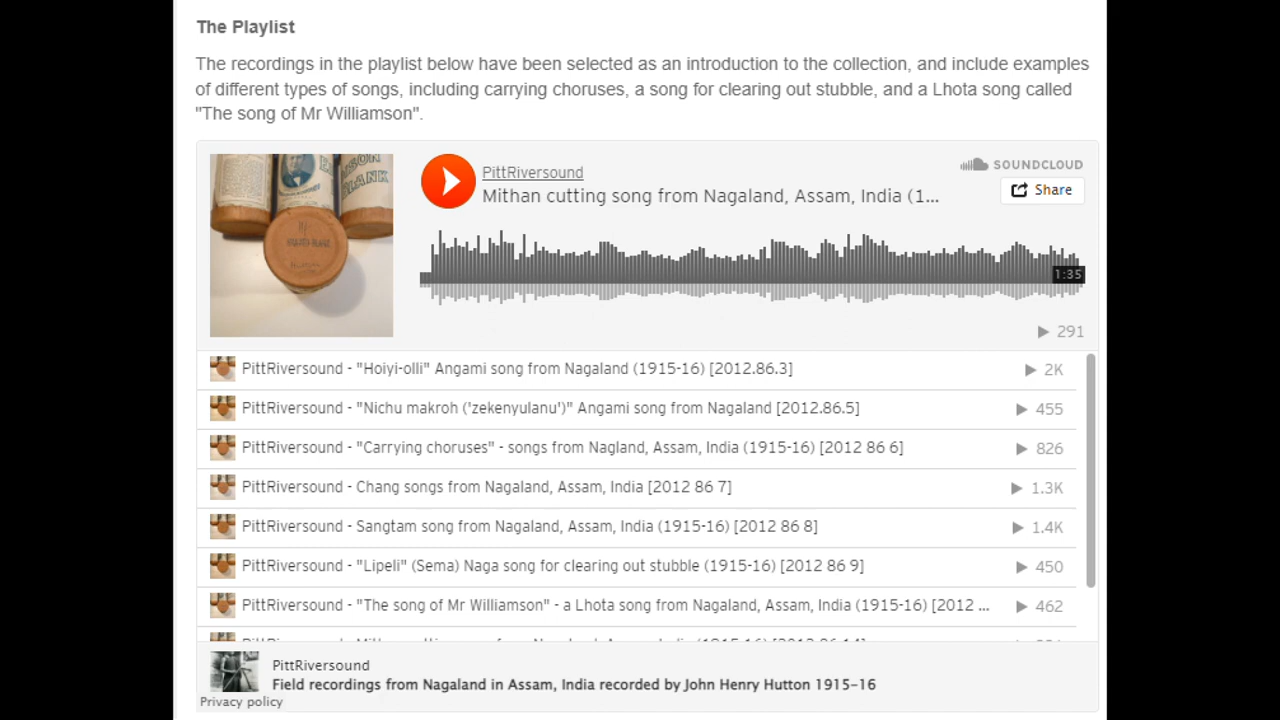 The Playlist
The recordings in the playlist below have been selected as an introduction to the collection, and include examples
of different types of songs, including carrying choruses, a song for clearing out stubble, and a Lhota song called
"The song of Mr Williamson".
SOUNDCLOUD
PittRiversound
Share
Mithan cutting song from Nagaland, Assam, India (1...
1:35
291
PittRiversound - "Hoiyi-olli" Angami song from Nagaland (1915-16) [2012.86.3] 2K
PittRiversound - "Nichu makroh ('zekenyulanu')" Angami song from Nagaland [2012.86.5] 455
PittRiversound - "Carrying choruses" - songs from Nagland, Assam, India (1915-16) [2012 86 6] 826
PittRiversound - Chang songs from Nagaland, Assam, India [2012 86 7] 1.3K
PittRiversound - Sangtam song from Nagaland, Assam, India (1915-16) [2012 86 8] 1.4K
PittRiversound - "Lipeli" (Sema) Naga song for clearing out stubble (1915-16) [2012 86 9] 450
PittRiversound - "The song of Mr Williamson" - a Lhota song from Nagaland, Assam, India (1915-16) [2012 ... 462
PittRiversound
Field recordings from Nagaland in Assam, India recorded by John Henry Hutton 1915-16
Privacy policy